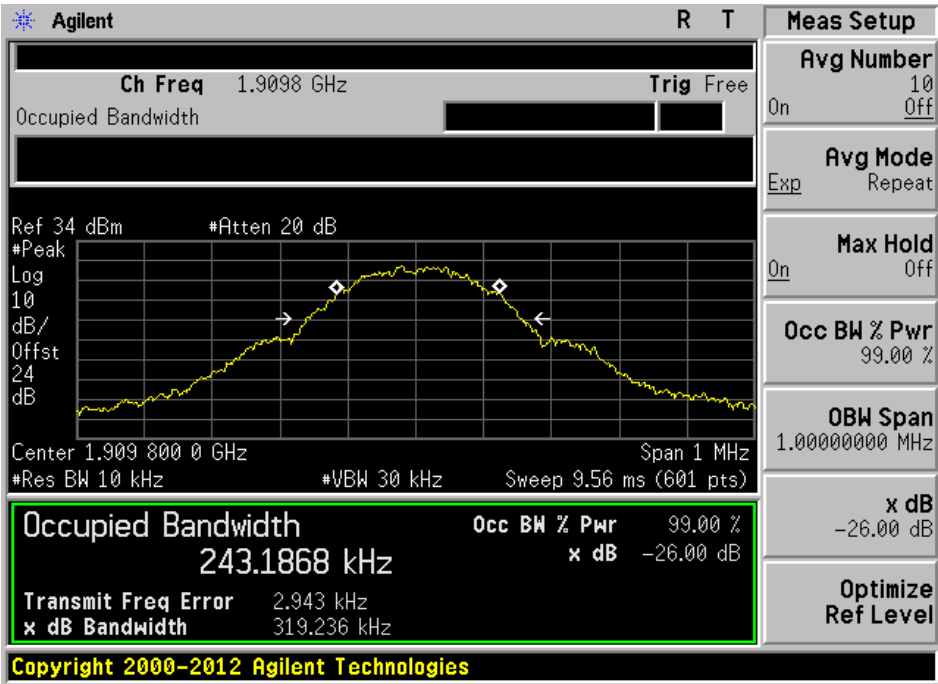 Agilent R T
Ch Freq 1.9098 GHz Trig Free
Occupied Bandwidth
Ref 34 dBm #Atten 20 dB
#Peak
Log
10
dB/
Offst
24
dB
Center 1.909 800 0 GHz Span 1 MHz
#Res BW 10 kHz #VBW 30 kHz Sweep 9.56 ms (601 pts)
Occupied Bandwidth Occ BW % Pwr 99.00 %
243.1868 kHz x dB -26.00 dB
Transmit Freq Error 2.943 kHz
x dB Bandwidth 319.236 kHz
Copyright 2000-2012 Agilent Technologies
Meas Setup
Avg Number
10
On Off
Avg Mode
Exp Repeat
Max Hold
On Off
Occ BW % Pwr
99.00 %
OBW Span
1.00000000 MHz
x dB
-26.00 dB
Optimize
Ref Level